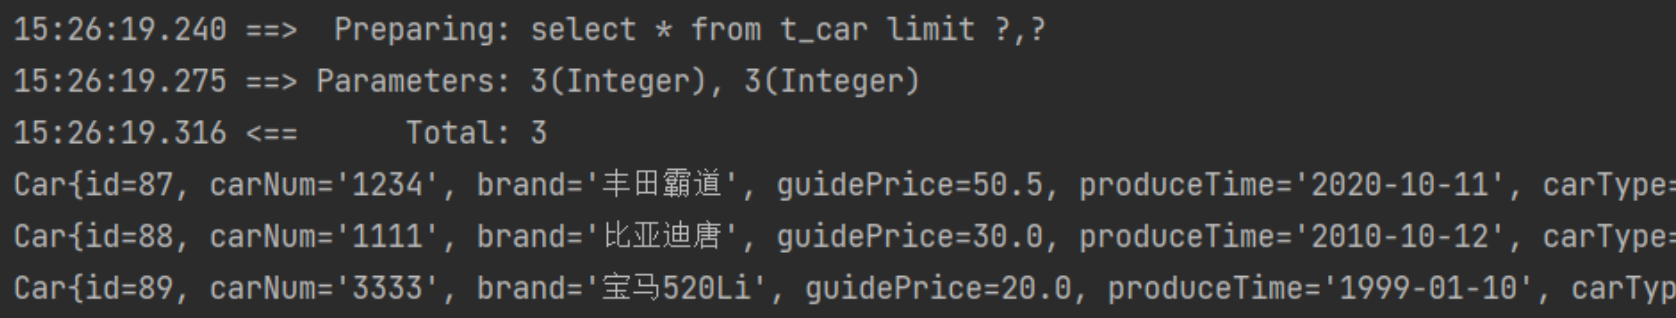 15:26:19.240 ==>  Preparing: select * from t_car limit ?,?
15:26:19.275 ==> Parameters: 3(Integer), 3(Integer)
15:26:19.316 <==      Total: 3
Car{id=87, carNum='1234', brand='丰田霸道', guidePrice=50.5, produceTime='2020-10-11', carType=
Car{id=88, carNum='1111', brand='比亚迪唐', guidePrice=30.0, produceTime='2010-10-12', carType=
Car{id=89, carNum='3333', brand='宝马520Li', guidePrice=20.0, produceTime='1999-01-10', carTyp